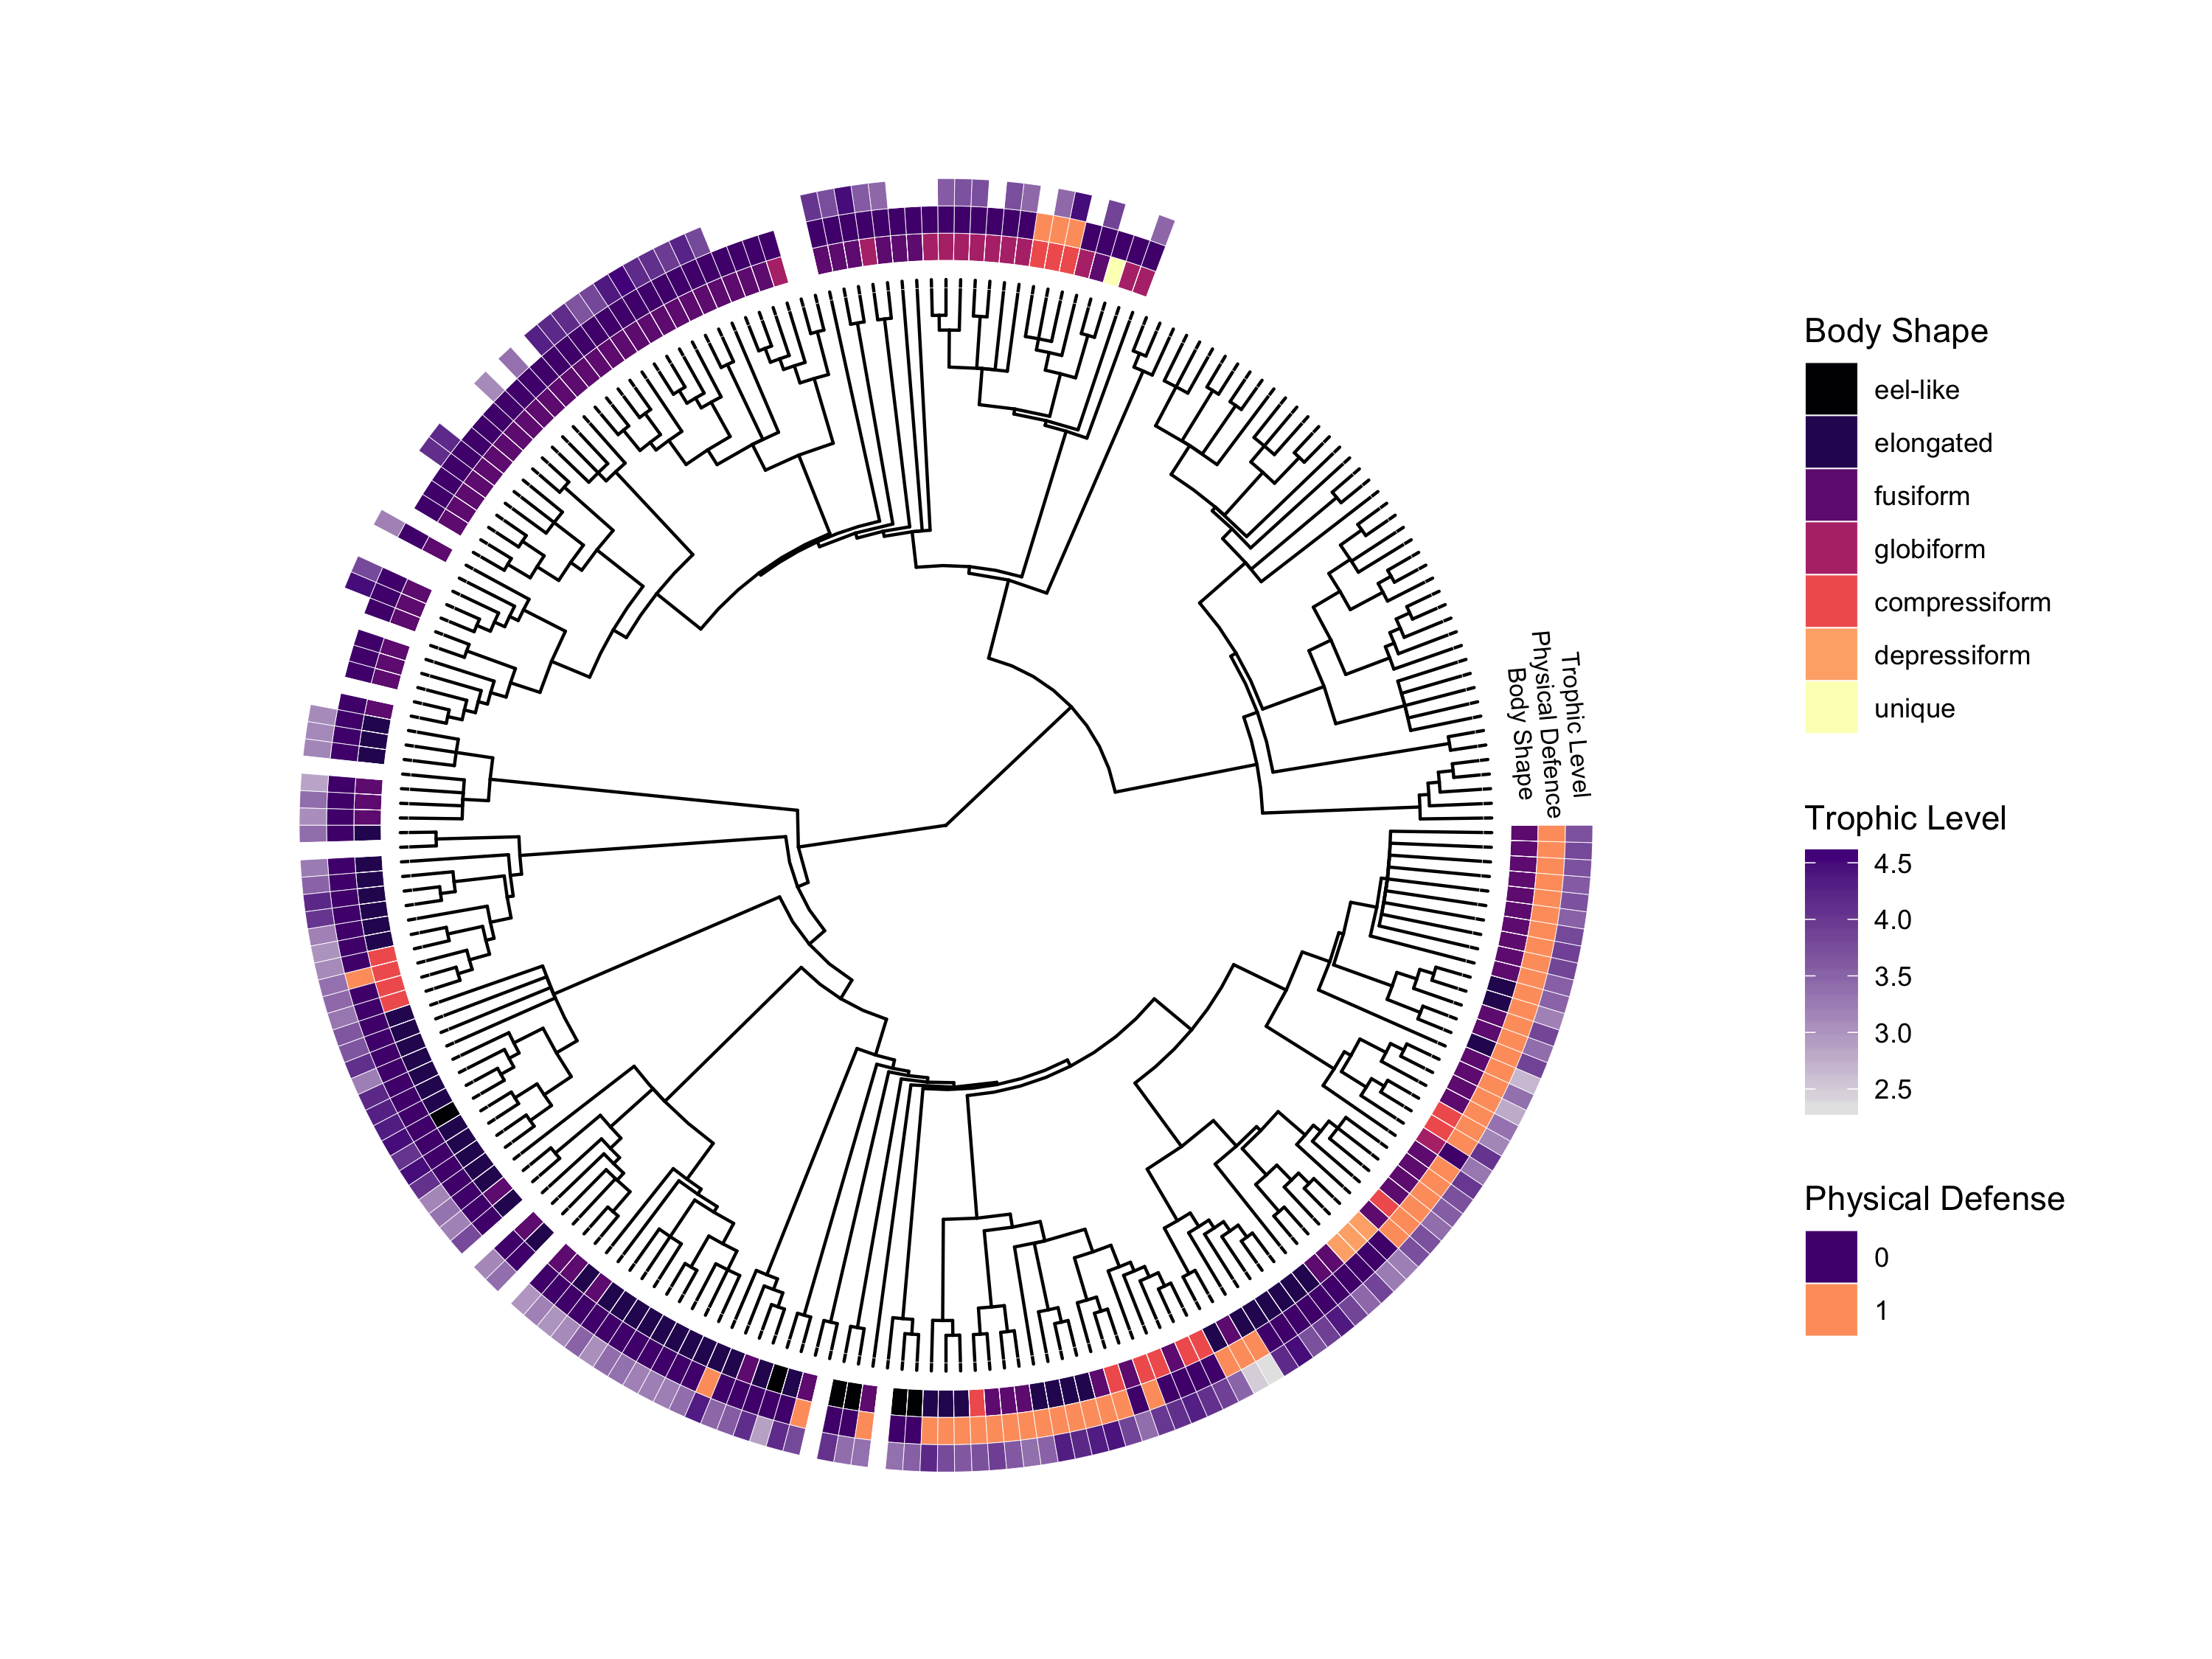 Trophic Level
Physical Defence
Body Shape
Body Shape
eel-like
elongated
fusiform
globiform
compressiform
depressiform
unique
Trophic Level
4.5
4.0
3.5
3.0
2.5
Physical Defense
0
1